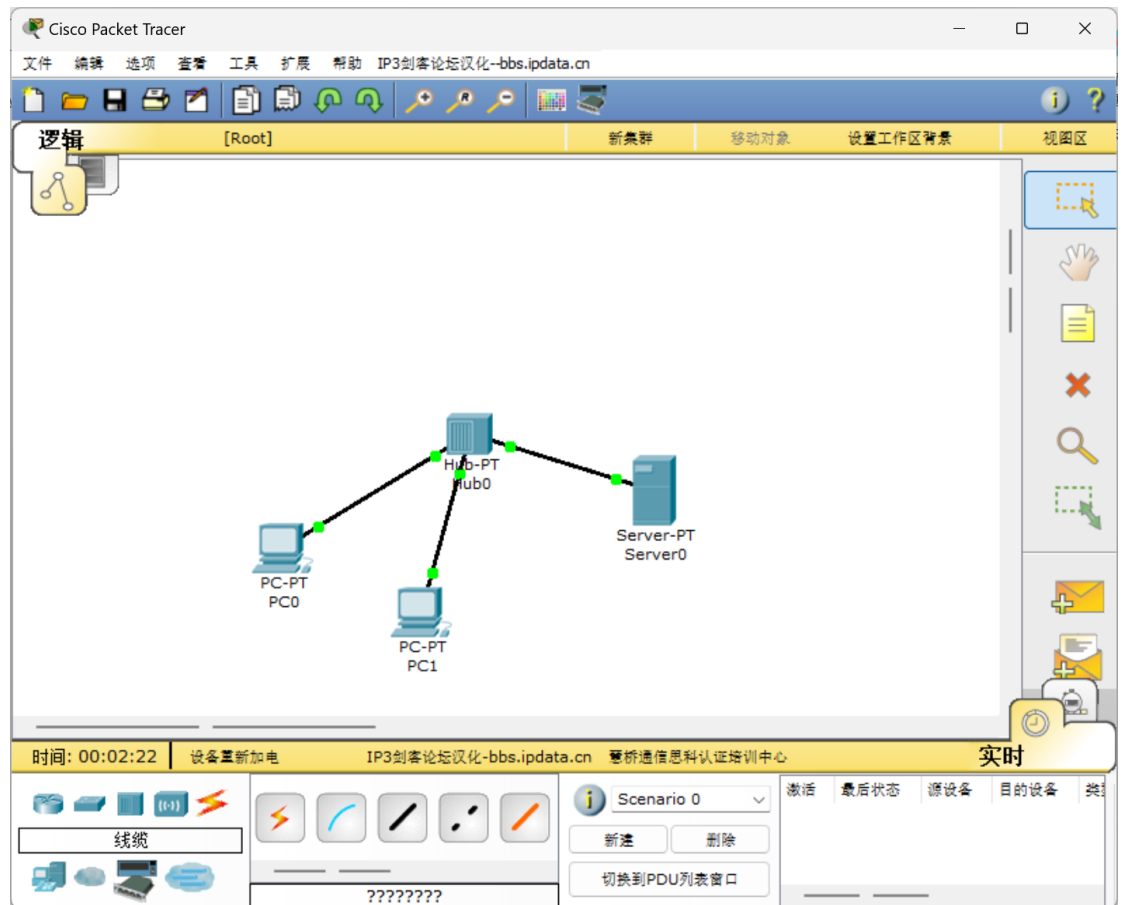 Cisco Packet Tracer
文件 编辑 选项 查看 工具 扩展 帮助 IP3剑客论坛汉化--bbs.ipdata.cn
逻辑 [Root] 新集群 移动对象 设置工作区背景 视图区
Hub-PT
Hub0
Server-PT
Server0
PC-PT
PC0
PC-PT
PC1
时间: 00:02:22 设备重新加电 IP3剑客论坛汉化-bbs.ipdata.cn 慧桥通信思科认证培训中心 实时
Scenario 0
激活 最后状态 源设备 目的设备
线缆
新建 删除
切换到PDU列表窗口
????????